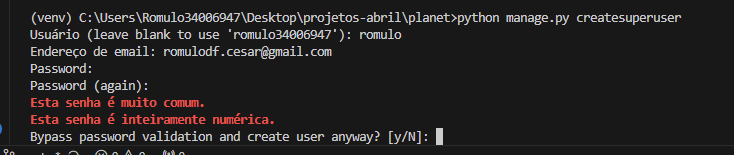 (venv) C:\Users\Romulo34006947\Desktop\projetos-abril\planet>python manage.py createsuperuser
Usuário (leave blank to use 'romulo34006947'): romulo
Endereço de email: romulodf.cesar@gmail.com
Password:
Password (again):
Esta senha é muito comum.
Esta senha é inteiramente numérica.
Bypass password validation and create user anyway? [y/N]: